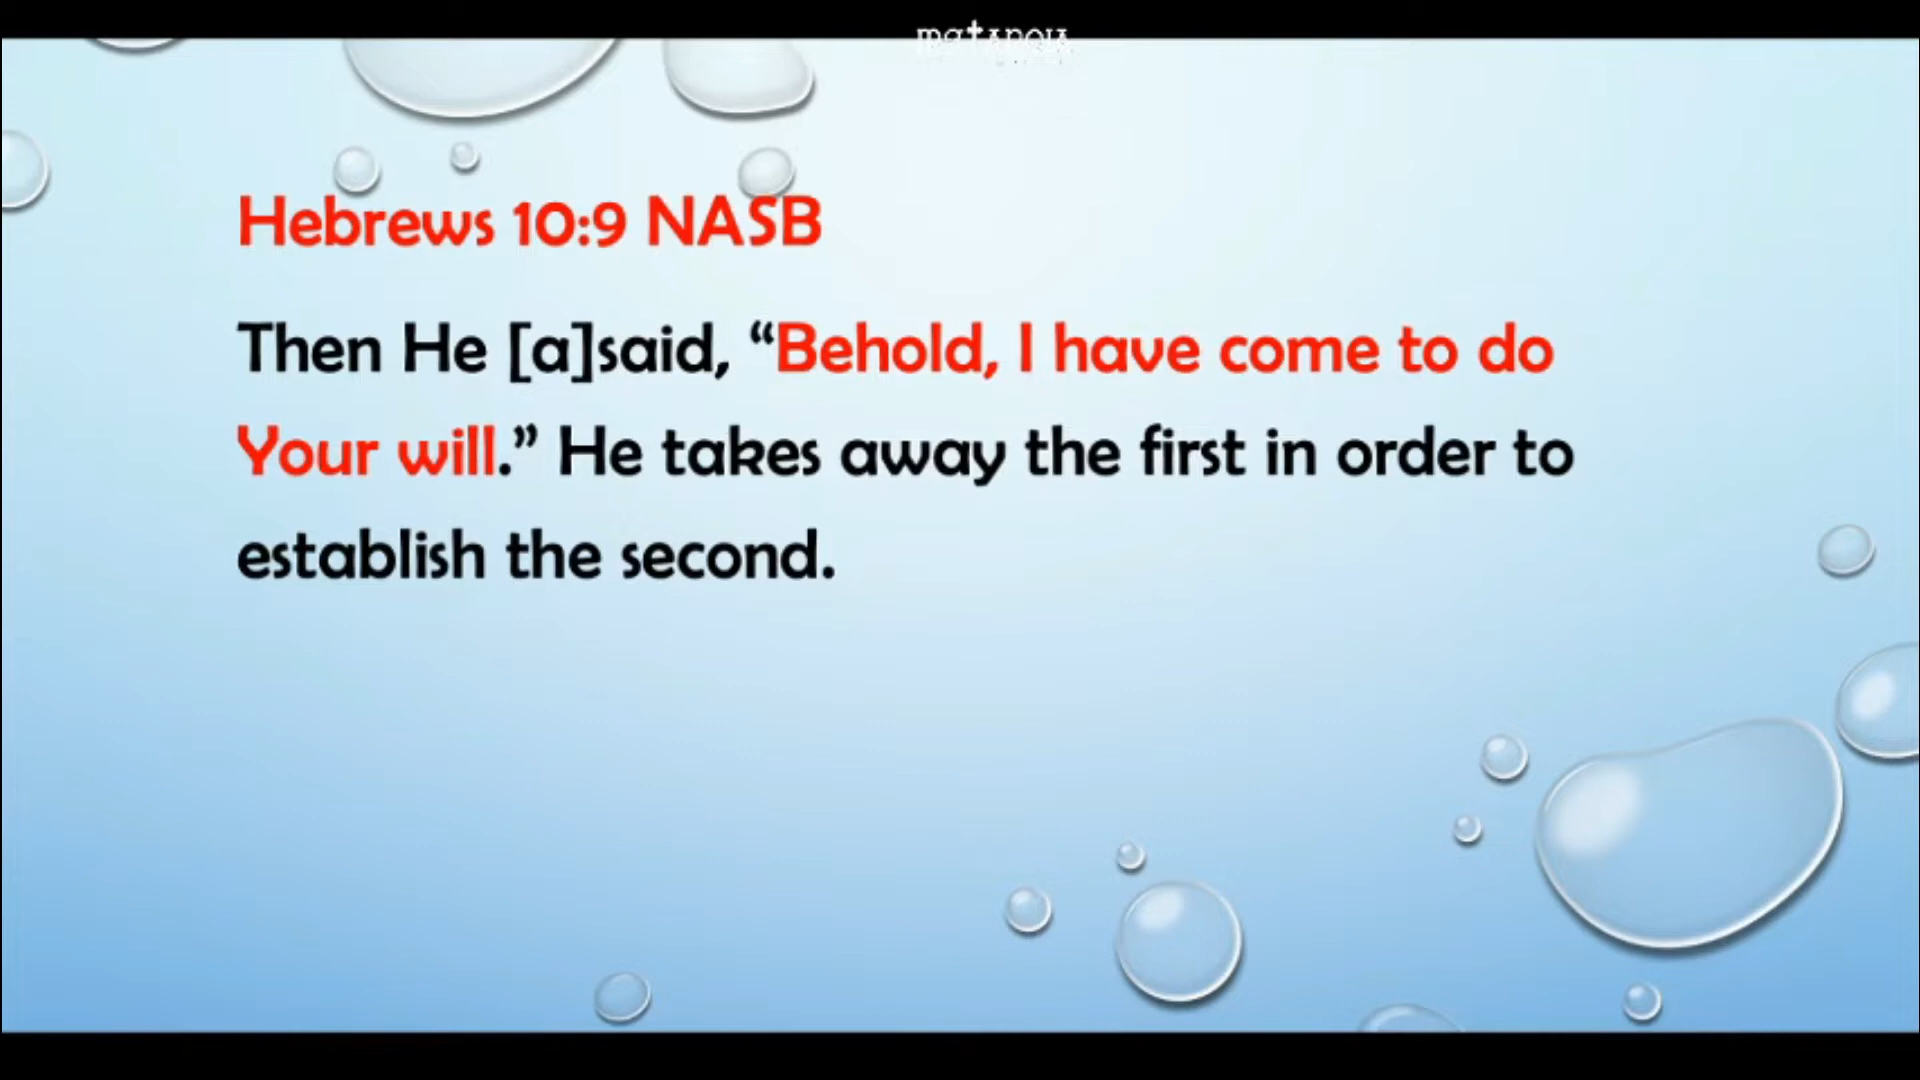 Hebrews 10:9 NASB
Then He [a]said, “Behold, I have come to do
Your will.” He takes away the first in order to
establish the second.